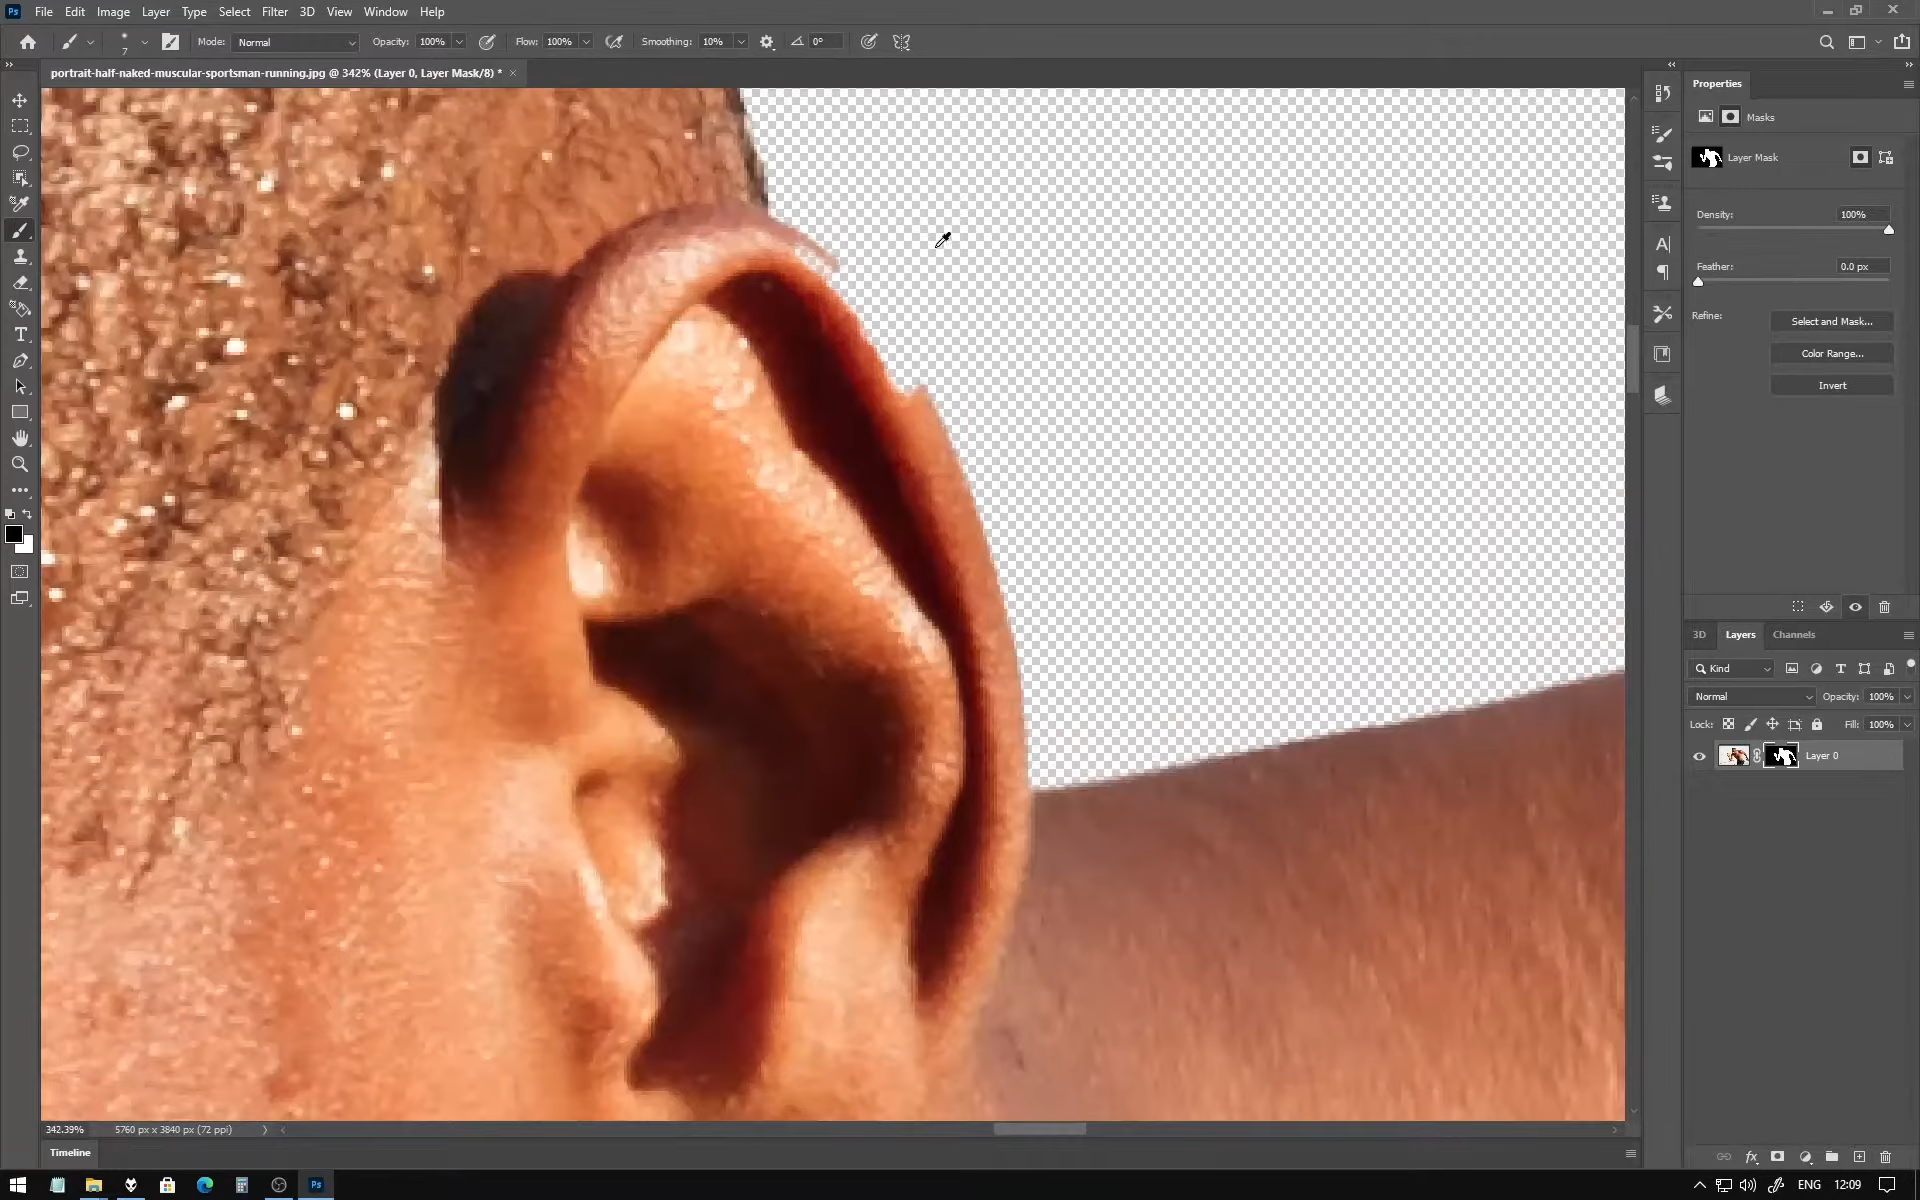 Ps File Edit Image Layer Type Select Filter 3D View Window Help
7 Mode: Normal Opacity: 100% Flow: 100% Smoothing: 10% 0°
portrait-half-naked-muscular-sportsman-running.jpg @ 342% (Layer 0, Layer Mask/8) *
Properties
Masks
Layer Mask
Density: 100%
Feather: 0.0 px
Refine: Select and Mask...
Color Range...
Invert
3D Layers Channels
Kind
Normal Opacity: 100%
Lock: Fill: 100%
Layer 0
342.39% 5760 px x 3840 px (72 ppi)
Timeline
Ps ENG 12:09